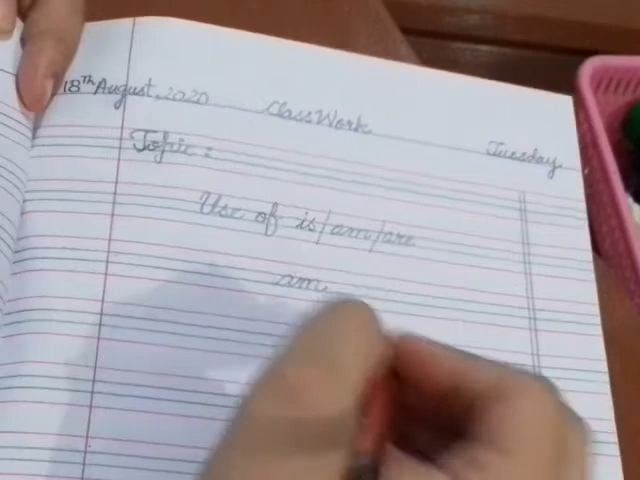 18th August, 2020 Class Work Tuesday
Topic :
Use of is/am/are
am